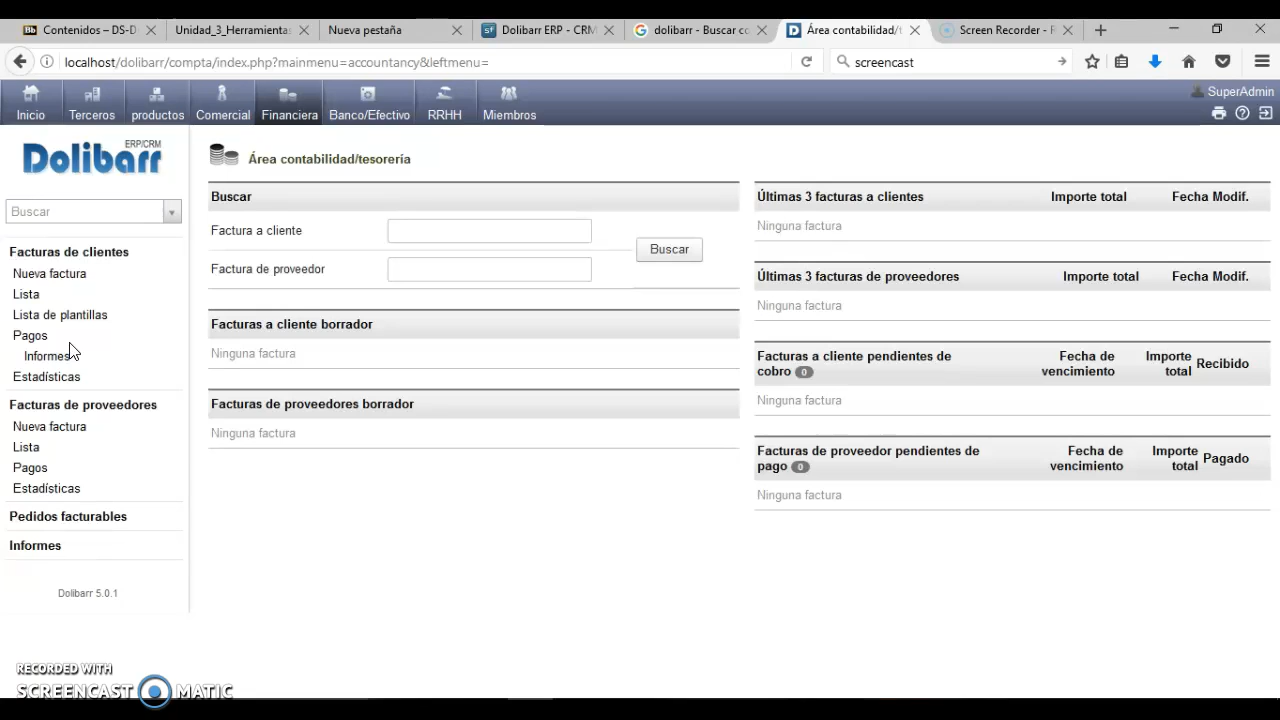 Contenidos – DS-D
Unidad_3_Herramienta
Nueva pestaña
Dolibarr ERP - CRM
dolibarr - Buscar co
Área contabilidad/t
Screen Recorder - F
localhost/dolibarr/compta/index.php?mainmenu=accountancy&leftmenu=
screencast
Inicio
Terceros
productos
Comercial
Financiera
Banco/Efectivo
RRHH
Miembros
SuperAdmin
Dolibarr ERP/CRM
Buscar
Facturas de clientes
Nueva factura
Lista
Lista de plantillas
Pagos
Informes
Estadísticas
Facturas de proveedores
Nueva factura
Lista
Pagos
Estadísticas
Pedidos facturables
Informes
Dolibarr 5.0.1
Área contabilidad/tesorería
Buscar
Factura a cliente
Factura de proveedor
Buscar
Facturas a cliente borrador
Ninguna factura
Facturas de proveedores borrador
Ninguna factura
Últimas 3 facturas a clientes Importe total Fecha Modif.
Ninguna factura
Últimas 3 facturas de proveedores Importe total Fecha Modif.
Ninguna factura
Facturas a cliente pendientes de Fecha de Importe
cobro 0 vencimiento total Recibido
Ninguna factura
Facturas de proveedor pendientes de Fecha de Importe
pago 0 vencimiento total Pagado
Ninguna factura
RECORDED WITH
SCREENCAST MATIC